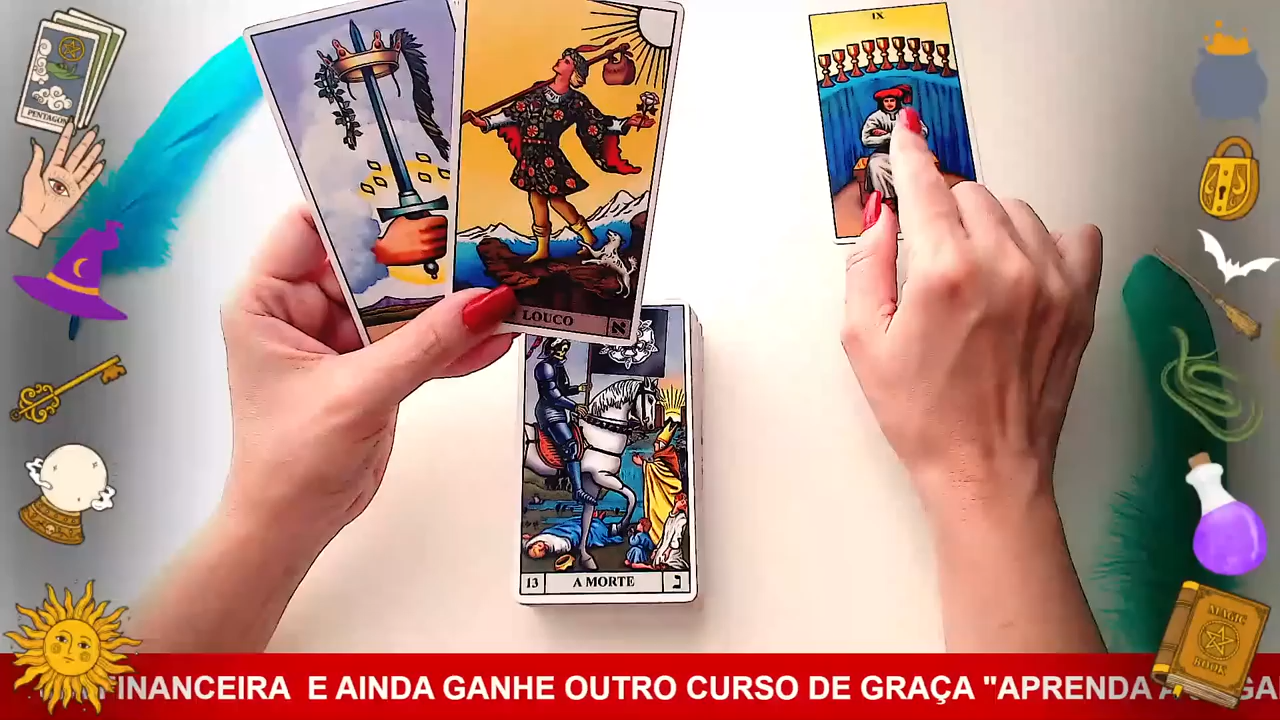 IX
PENTAGON
LOUCO
א
13 A MORTE נ
MAGIC
BOOK
FINANCEIRA E AINDA GANHE OUTRO CURSO DE GRAÇA "APRENDA A